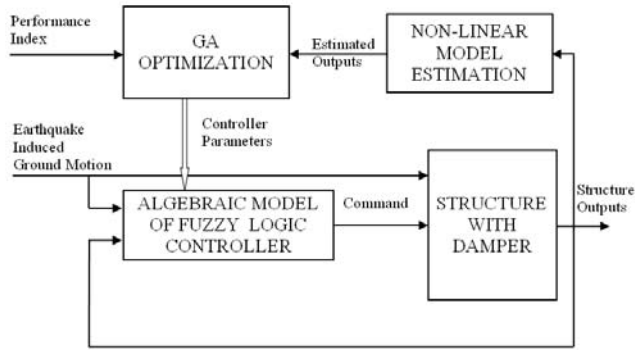 Performance
Index
GA
OPTIMIZATION
Estimated
Outputs
NON-LINEAR
MODEL
ESTIMATION
Controller
Parameters
Earthquake
Induced
Ground Motion
ALGEBRAIC MODEL
OF FUZZY LOGIC
CONTROLLER
Command
STRUCTURE
WITH
DAMPER
Structure
Outputs